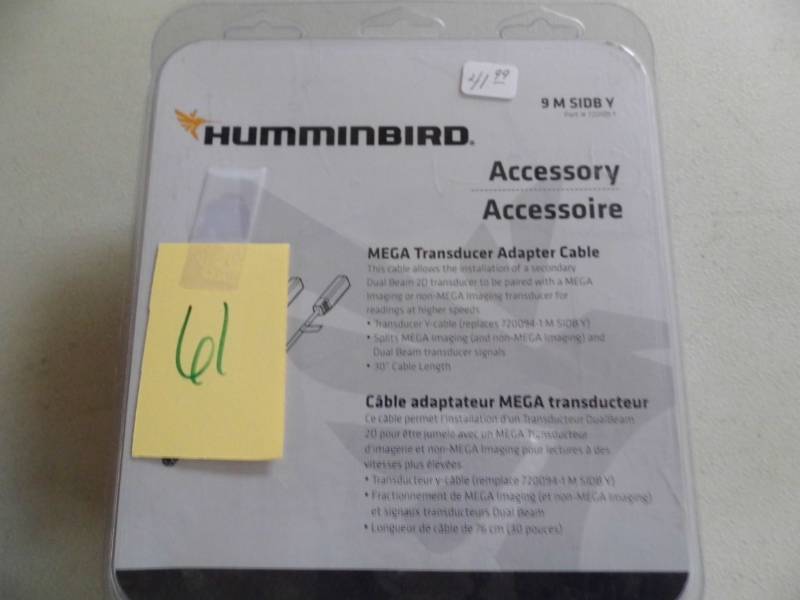 41 99
9 M SIDB Y
Part #
HUMMINBIRD.
Accessory
Accessoire
MEGA Transducer Adapter Cable
This cable allows the installation of a secondary
Dual Beam 2D transducer to be paired with a MEGA
Imaging or non-MEGA Imaging transducer for
readings at higher speeds
• Transducer Y-cable (replaces 720094-1 M SIDB Y)
• Splits MEGA Imaging (and non-MEGA Imaging) and
Dual Beam transducer signals
• 30" Cable Length
61
Câble adaptateur MEGA transducteur
Ce câble permet l'installation d'un Transducteur DualBeam
2D pour être jumelé avec un MEGA Transducteur
d'imagerie et non-MEGA Imaging pour lectures à des
vitesses plus élevées
• Transducteur y-câble (remplace 720094-1 M SIDB Y)
• Fractionnement de MEGA Imaging (et non-MEGA Imaging)
et signaux transducteurs Dual Beam
• Longueur de câble de 76 cm (30 pouces)